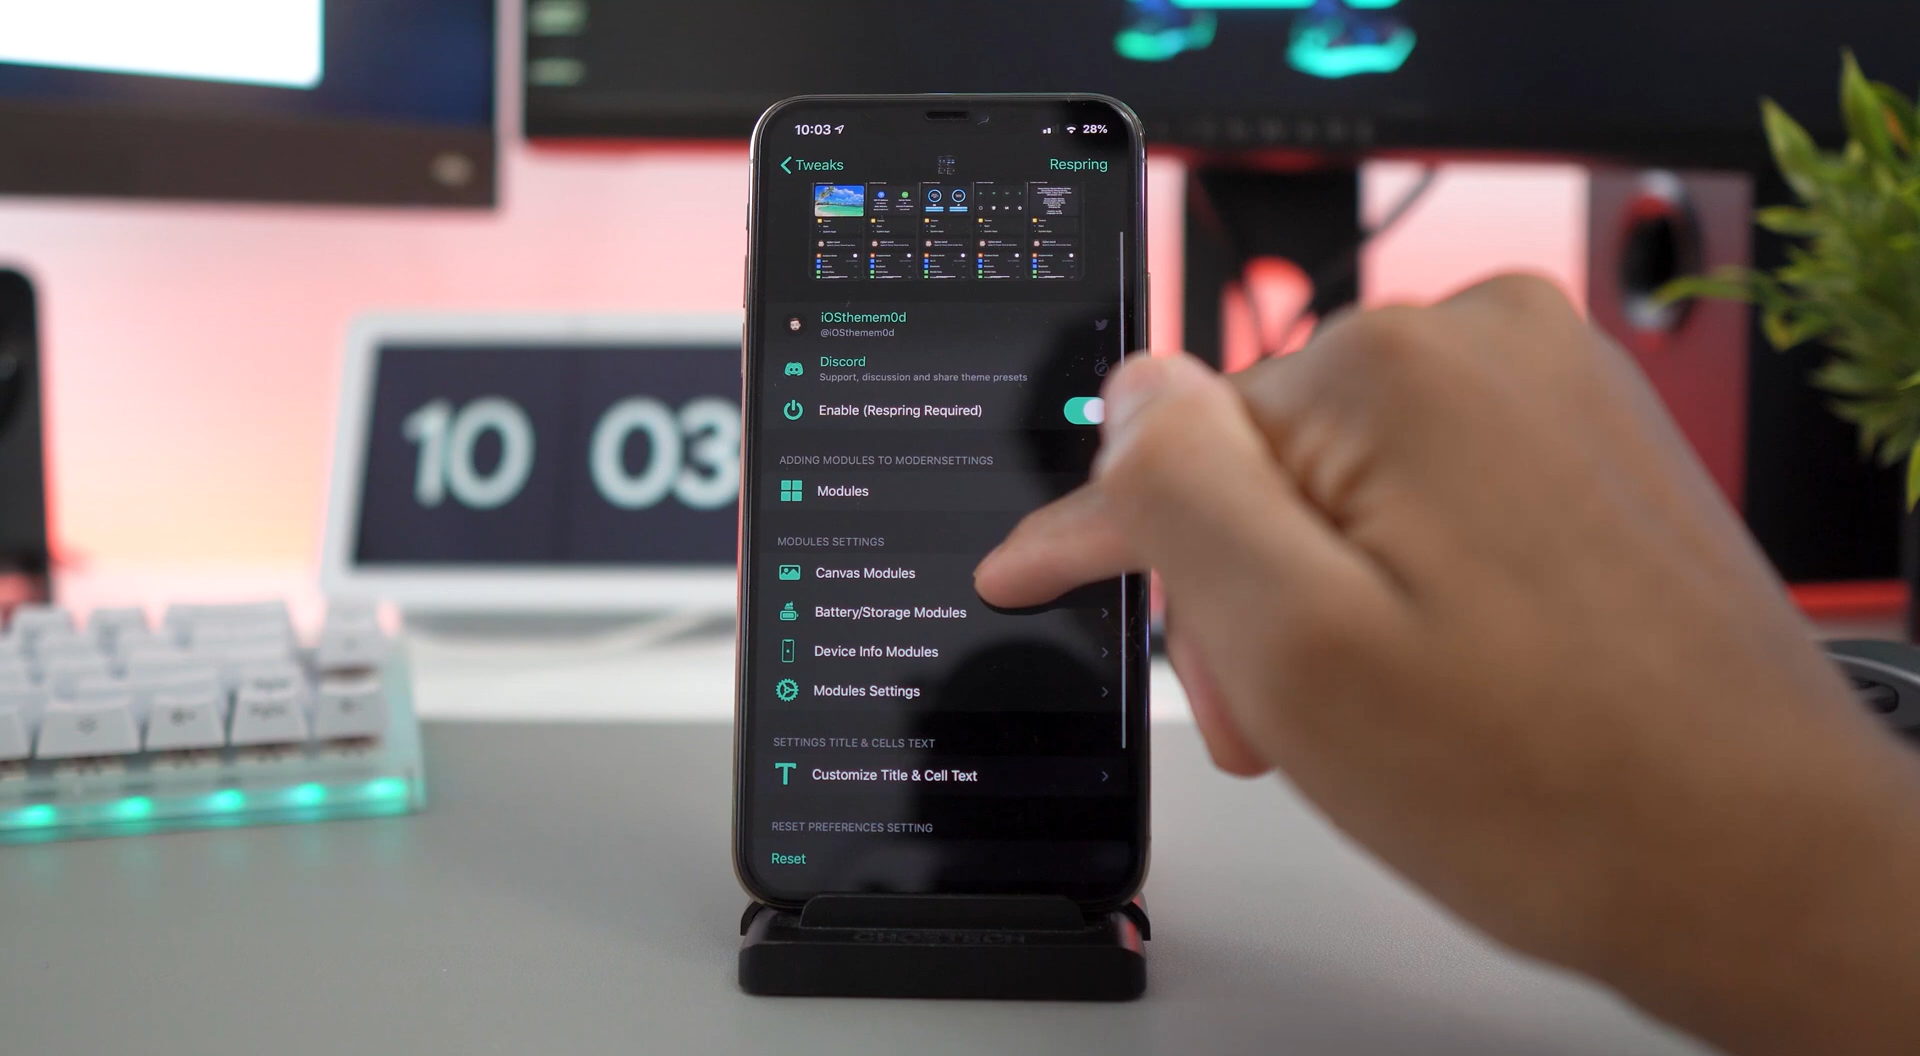 10:03
28%
Tweaks
Respring
iOSthemem0d
@iOSthemem0d
Discord
Support, discussion and share theme presets
Enable (Respring Required)
ADDING MODULES TO MODERNSETTINGS
Modules
MODULES SETTINGS
Canvas Modules
Battery/Storage Modules
Device Info Modules
Modules Settings
SETTINGS TITLE & CELLS TEXT
Customize Title & Cell Text
RESET PREFERENCES SETTING
Reset
10 03
CHOETECH